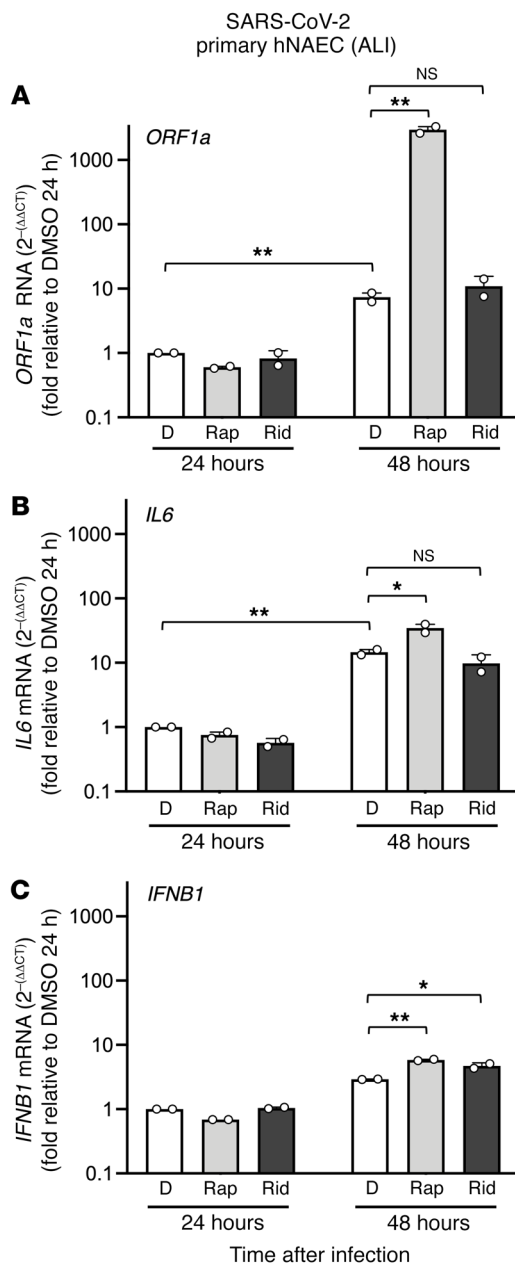 SARS-CoV-2
primary hNAEC (ALI)
A
ORF1a
ORF1a RNA (2–(ΔΔCT))
(fold relative to DMSO 24 h)
1000
100
10
1
0.1
**
**
NS
D Rap Rid D Rap Rid
24 hours 48 hours
B
IL6
IL6 mRNA (2–(ΔΔCT))
(fold relative to DMSO 24 h)
1000
100
10
1
0.1
**
*
NS
D Rap Rid D Rap Rid
24 hours 48 hours
C
IFNB1
IFNB1 mRNA (2–(ΔΔCT))
(fold relative to DMSO 24 h)
1000
100
10
1
0.1
*
**
D Rap Rid D Rap Rid
24 hours 48 hours
Time after infection